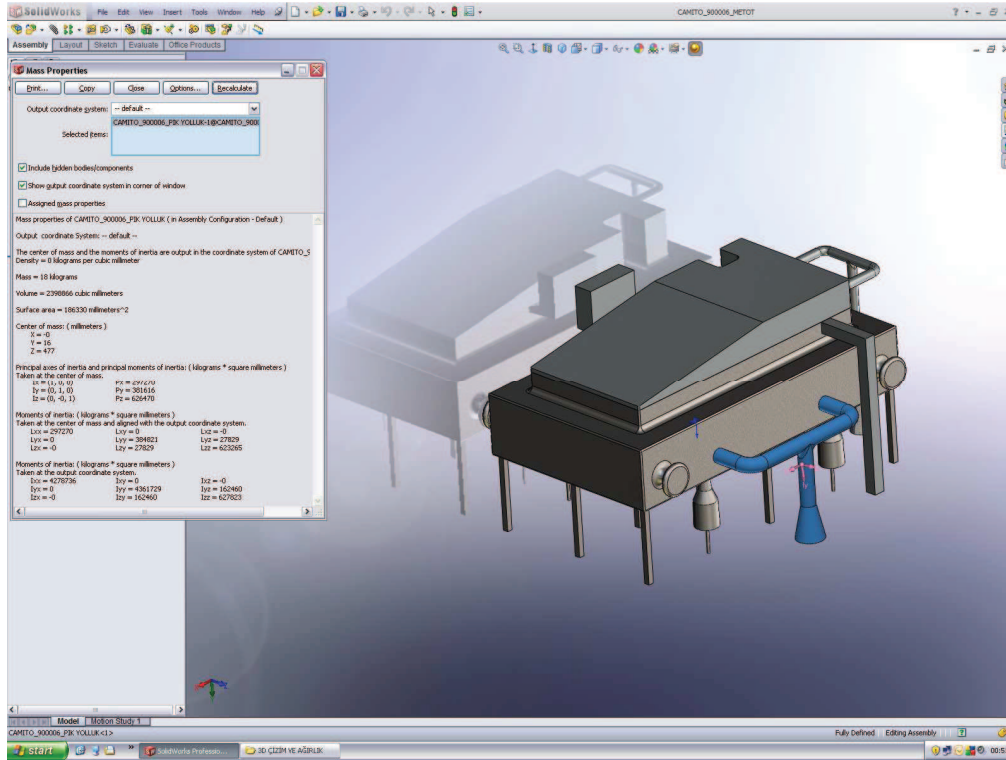 SolidWorks File Edit View Insert Tools Window Help CAMITO_900006_METOT
Assembly Layout Sketch Evaluate Office Products
Mass Properties
Print... Copy Close Options... Recalculate
Output coordinate system: -- default --
CAMITO_900006_PIK YOLLUK-1@CAMITO_900
Selected items:
Include hidden bodies/components
Show output coordinate system in corner of window
Assigned mass properties
Mass properties of CAMITO_900006_PIK YOLLUK ( in Assembly Configuration - Default )
Output coordinate System: -- default --
The center of mass and the moments of inertia are output in the coordinate system of CAMITO_9
Density = 0 kilograms per cubic millimeter
Mass = 18 kilograms
Volume = 2398866 cubic millimeters
Surface area = 186330 millimeters^2
Center of mass: ( millimeters )
X = -0
Y = 16
Z = 477
Principal axes of inertia and principal moments of inertia: ( kilograms * square millimeters )
Taken at the center of mass.
Ix = (1, 0, 0) Px = 297270
Iy = (0, 1, 0) Py = 381616
Iz = (0, -0, 1) Pz = 626470
Moments of inertia: ( kilograms * square millimeters )
Taken at the center of mass and aligned with the output coordinate system.
Lxx = 297270 Lxy = 0 Lxz = -0
Lyx = 0 Lyy = 384821 Lyz = 27829
Lzx = -0 Lzy = 27829 Lzz = 623265
Moments of inertia: ( kilograms * square millimeters )
Taken at the output coordinate system.
Ixx = 4278736 Ixy = 0 Ixz = -0
Iyx = 0 Iyy = 4361729 Iyz = 162460
Izx = -0 Izy = 162460 Izz = 627823
Model Motion Study 1
CAMITO_900006_PIK YOLLUK<1> Fully Defined Editing Assembly
start SolidWorks Professio... 3D ÇİZİM VE AĞIRLIK 00:5